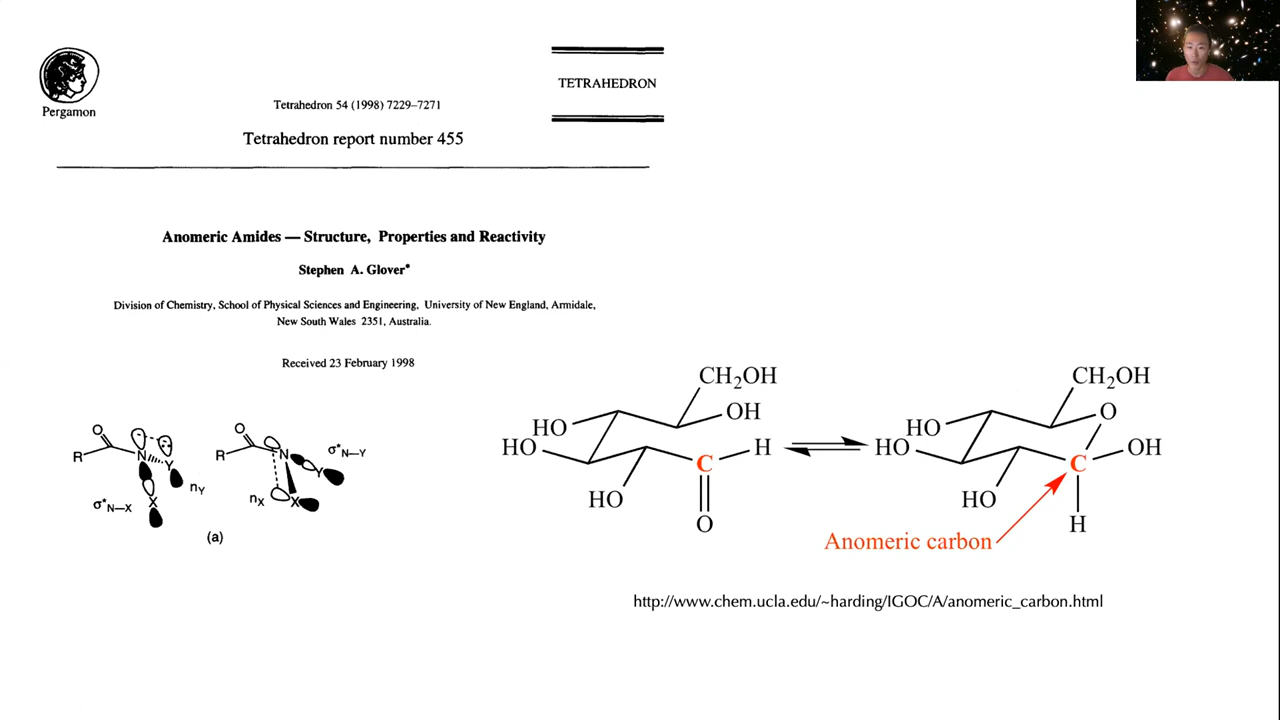 Pergamon
TETRAHEDRON
Tetrahedron 54 (1998) 7229–7271
Tetrahedron report number 455
Anomeric Amides — Structure, Properties and Reactivity
Stephen A. Glover*
Division of Chemistry, School of Physical Sciences and Engineering, University of New England, Armidale,
New South Wales 2351, Australia.
Received 23 February 1998
O
R
N
Y
nY
X
σ*N—X
O
R
N
σ*N—Y
Y
nX
X
(a)
CH₂OH
HO
OH
HO
H
C
HO
O
CH₂OH
HO
O
HO
OH
C
HO
H
Anomeric carbon
http://www.chem.ucla.edu/~harding/IGOC/A/anomeric_carbon.html